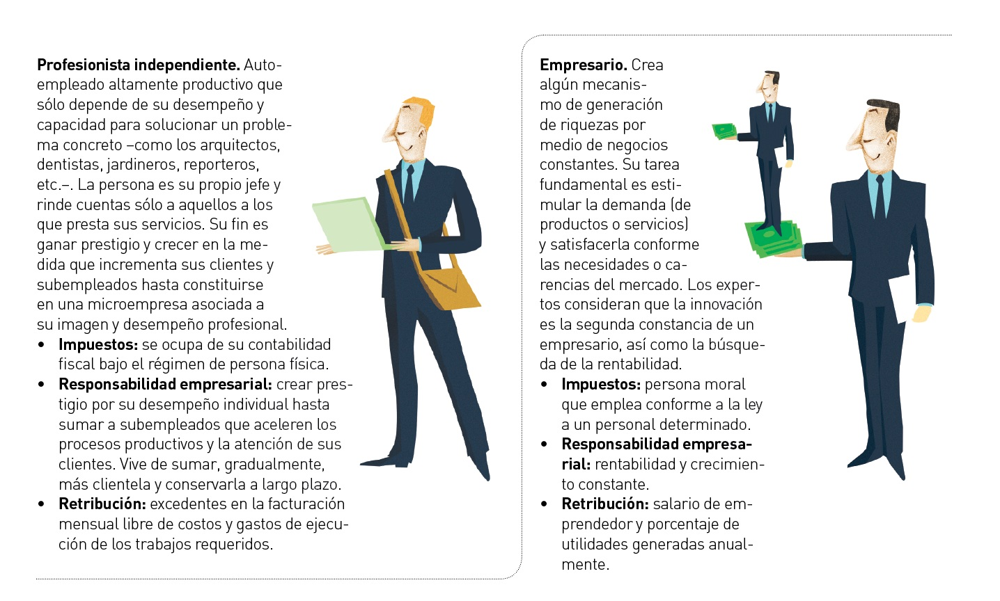 Profesionista independiente. Auto-
empleado altamente productivo que
sólo depende de su desempeño y
capacidad para solucionar un proble-
ma concreto –como los arquitectos,
dentistas, jardineros, reporteros,
etc.–. La persona es su propio jefe y
rinde cuentas sólo a aquellos a los
que presta sus servicios. Su fin es
ganar prestigio y crecer en la me-
dida que incrementa sus clientes y
subempleados hasta constituirse
en una microempresa asociada a
su imagen y desempeño profesional.
• Impuestos: se ocupa de su contabilidad
fiscal bajo el régimen de persona física.
• Responsabilidad empresarial: crear pres-
tigio por su desempeño individual hasta
sumar a subempleados que aceleren los
procesos productivos y la atención de sus
clientes. Vive de sumar, gradualmente,
más clientela y conservarla a largo plazo.
• Retribución: excedentes en la facturación
mensual libre de costos y gastos de ejecu-
ción de los trabajos requeridos.
Empresario. Crea
algún mecanis-
mo de generación
de riquezas por
medio de negocios
constantes. Su tarea
fundamental es esti-
mular la demanda (de
productos o servicios)
y satisfacerla conforme
las necesidades o ca-
rencias del mercado. Los exper-
tos consideran que la innovación
es la segunda constancia de un
empresario, así como la búsque-
da de la rentabilidad.
• Impuestos: persona moral
que emplea conforme a la ley
a un personal determinado.
• Responsabilidad empresa-
rial: rentabilidad y crecimien-
to constante.
• Retribución: salario de em-
prendedor y porcentaje de
utilidades generadas anual-
mente.